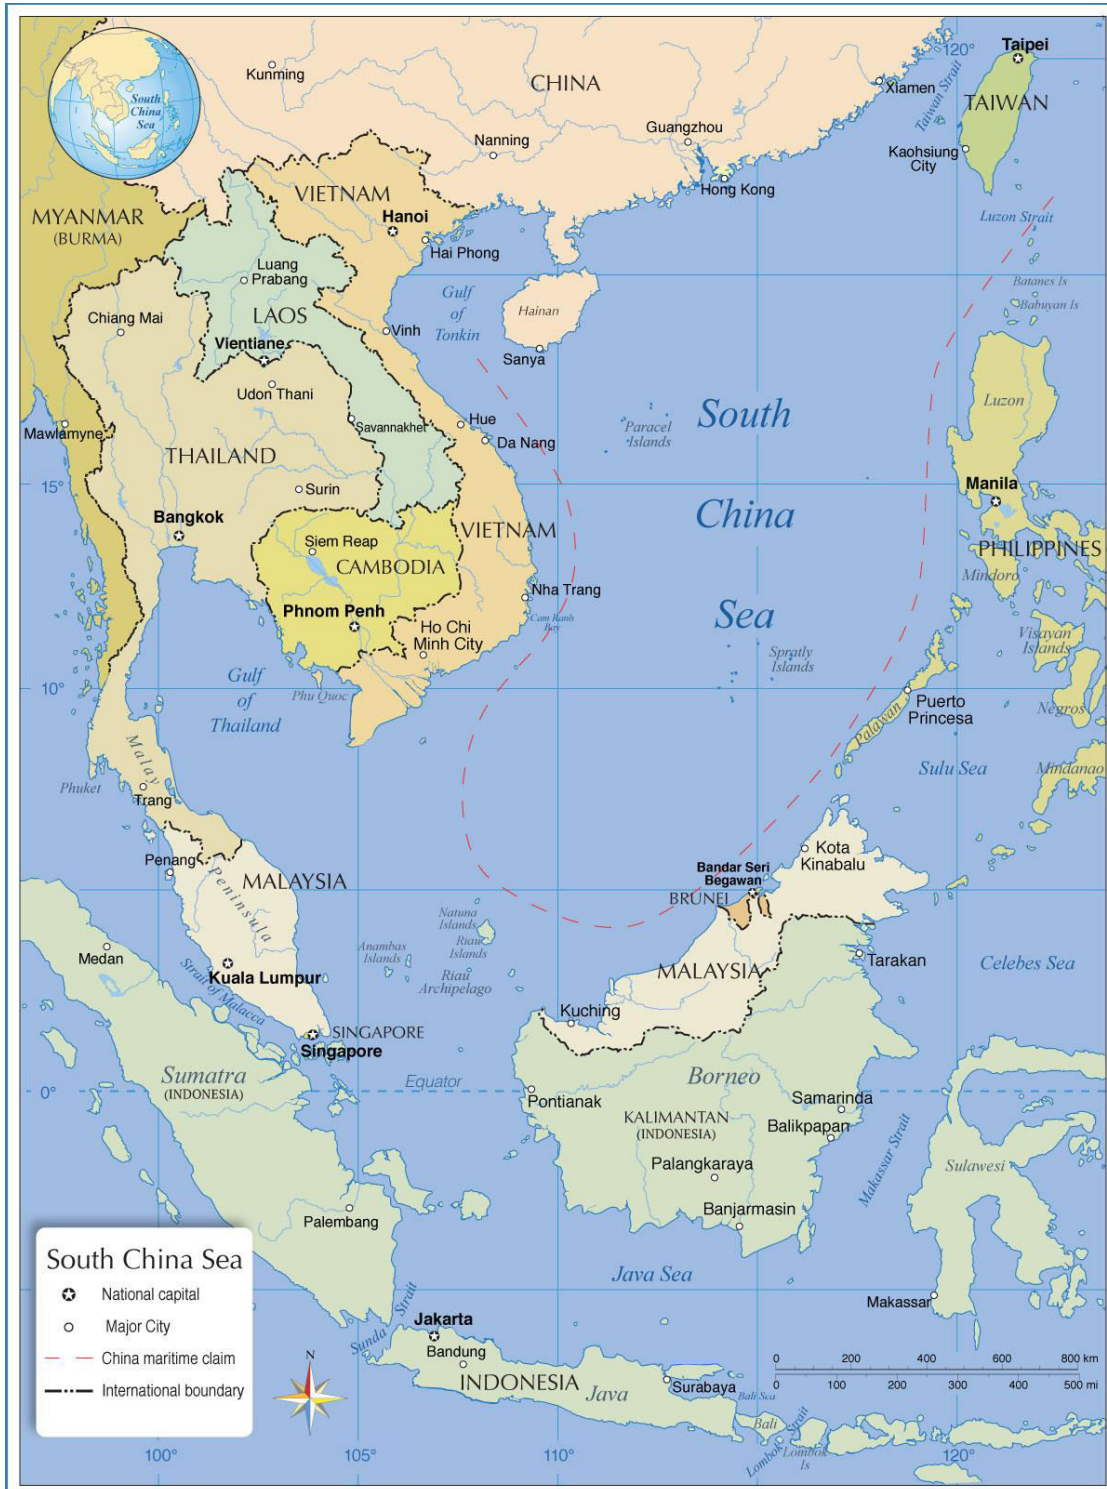 South
China
Sea
120°
Taipei
Kunming
CHINA
Xiamen
Taiwan Strait
TAIWAN
Guangzhou
Nanning
Kaohsiung
City
Hong Kong
VIETNAM
MYANMAR
(BURMA)
Hanoi
Luzon Strait
Hai Phong
Luang
Prabang
Gulf
of
Tonkin
Batanes Is
Babuyan Is
Hainan
Chiang Mai
LAOS
Vinh
Vientiane
Sanya
Udon Thani
Luzon
South
Hue
Paracel
Islands
Savannakhet
Mawlamyne
Da Nang
THAILAND
15°
Surin
Manila
Bangkok
China
VIETNAM
Siem Reap
PHILIPPINES
CAMBODIA
Mindoro
Nha Trang
Phnom Penh
Sea
Cam Ranh
Bay
Ho Chi
Minh City
Visayan
Islands
Spratly
Islands
10°
Gulf
of
Thailand
Phu Quoc
Puerto
Princesa
Palawan
Negros
Malay
Sulu Sea
Mindanao
Phuket
Trang
Kota
Kinabalu
Penang
Bandar Seri
Begawan
MALAYSIA
Peninsula
BRUNEI
Natuna
Islands
Riau
Islands
Anambas
Islands
Medan
Tarakan
Celebes Sea
Riau
Archipelago
MALAYSIA
Kuala Lumpur
Strait of Malacca
Kuching
SINGAPORE
Singapore
Sumatra
(INDONESIA)
Equator
Borneo
0°
Pontianak
Samarinda
KALIMANTAN
(INDONESIA)
Balikpapan
Makassar Strait
Palangkaraya
Sulawesi
Palembang
Banjarmasin
South China Sea
National capital
Major City
China maritime claim
International boundary
Java Sea
Makassar
Sunda Strait
Jakarta
Bandung
N
INDONESIA
Java
Surabaya
Bali Sea
Bali
Lombok Strait
Lombok
Is
0 200 400 600 800 km
0 100 200 300 400 500 mi
100°
105°
110°
120°